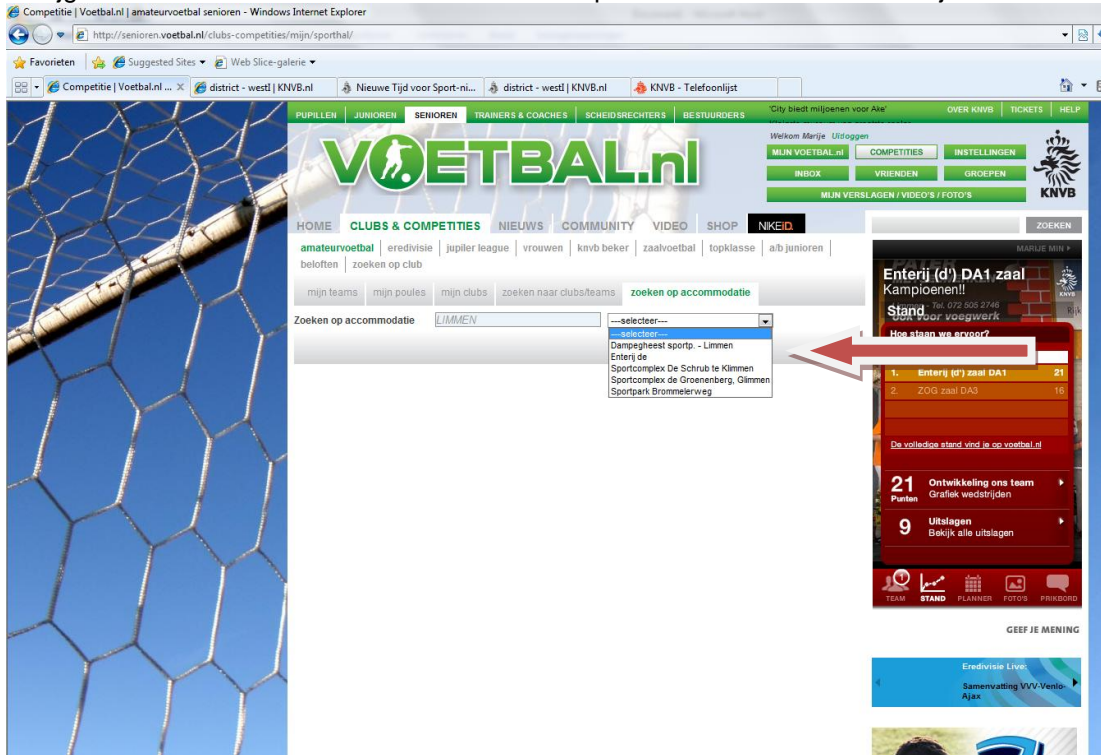 Competitie | Voetbal.nl | amateurvoetbal senioren - Windows Internet Explorer
http://senioren.voetbal.nl/clubs-competities/mijn/sporthal/
Favorieten Suggested Sites Web Slice-galerie
Competitie | Voetbal.nl ... X district - westI | KNVB.nl Nieuwe Tijd voor Sport-ni... district - westI | KNVB.nl KNVB - Telefoonlijst
PUPILLEN JUNIOREN SENIOREN TRAINERS & COACHES SCHEIDSRECHTERS BESTUURDERS
'City biedt miljoenen voor Ake' OVER KNVB TICKETS HELP
Welkom Marije Uitloggen
VOETBAL.nl
MIJN VOETBAL.nl COMPETITIES INSTELLINGEN
INBOX VRIENDEN GROEPEN
MIJN VERSLAGEN / VIDEO'S / FOTO'S
KNVB
HOME CLUBS & COMPETITIES NIEUWS COMMUNITY VIDEO SHOP NIKEiD.
ZOEKEN
amateurvoetbal eredivisie jupiler league vrouwen knvb beker zaalvoetbal topklasse a/b junioren
beloften zoeken op club
mijn teams mijn poules mijn clubs zoeken naar clubs/teams zoeken op accommodatie
Zoeken op accommodatie LIMMEN ---selecteer---
---selecteer---
Dampegheest sportp. - Limmen
Enterij de
Sportcomplex De Schrub te Klimmen
Sportcomplex de Groenenberg, Glimmen
Sportpark Brommelerweg
MARIJE MIN
Enterij (d') DA1 zaal
Kampioenen!!
Tel. 072 505 2746
Stand
voor voegwerk
Hoe staan we ervoor?
1. Enterij (d') zaal DA1 21
2. ZOG zaal DA3 16
De volledige stand vind je op voetbal.nl
21 Punten
Ontwikkeling ons team
Grafiek wedstrijden
9
Uitslagen
Bekijk alle uitslagen
1
TEAM STAND PLANNER FOTO'S PRIKBORD
GEEF JE MENING
Eredivisie Live:
Samenvatting VVV-Venlo-
Ajax